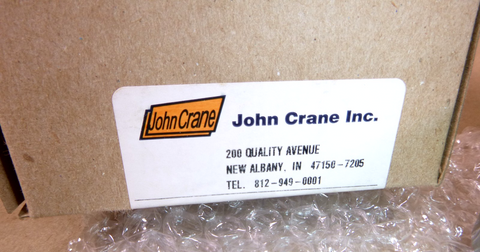 John Crane
John Crane Inc.
200 QUALITY AVENUE
NEW ALBANY, IN 47150-7205
TEL. 812-949-0001